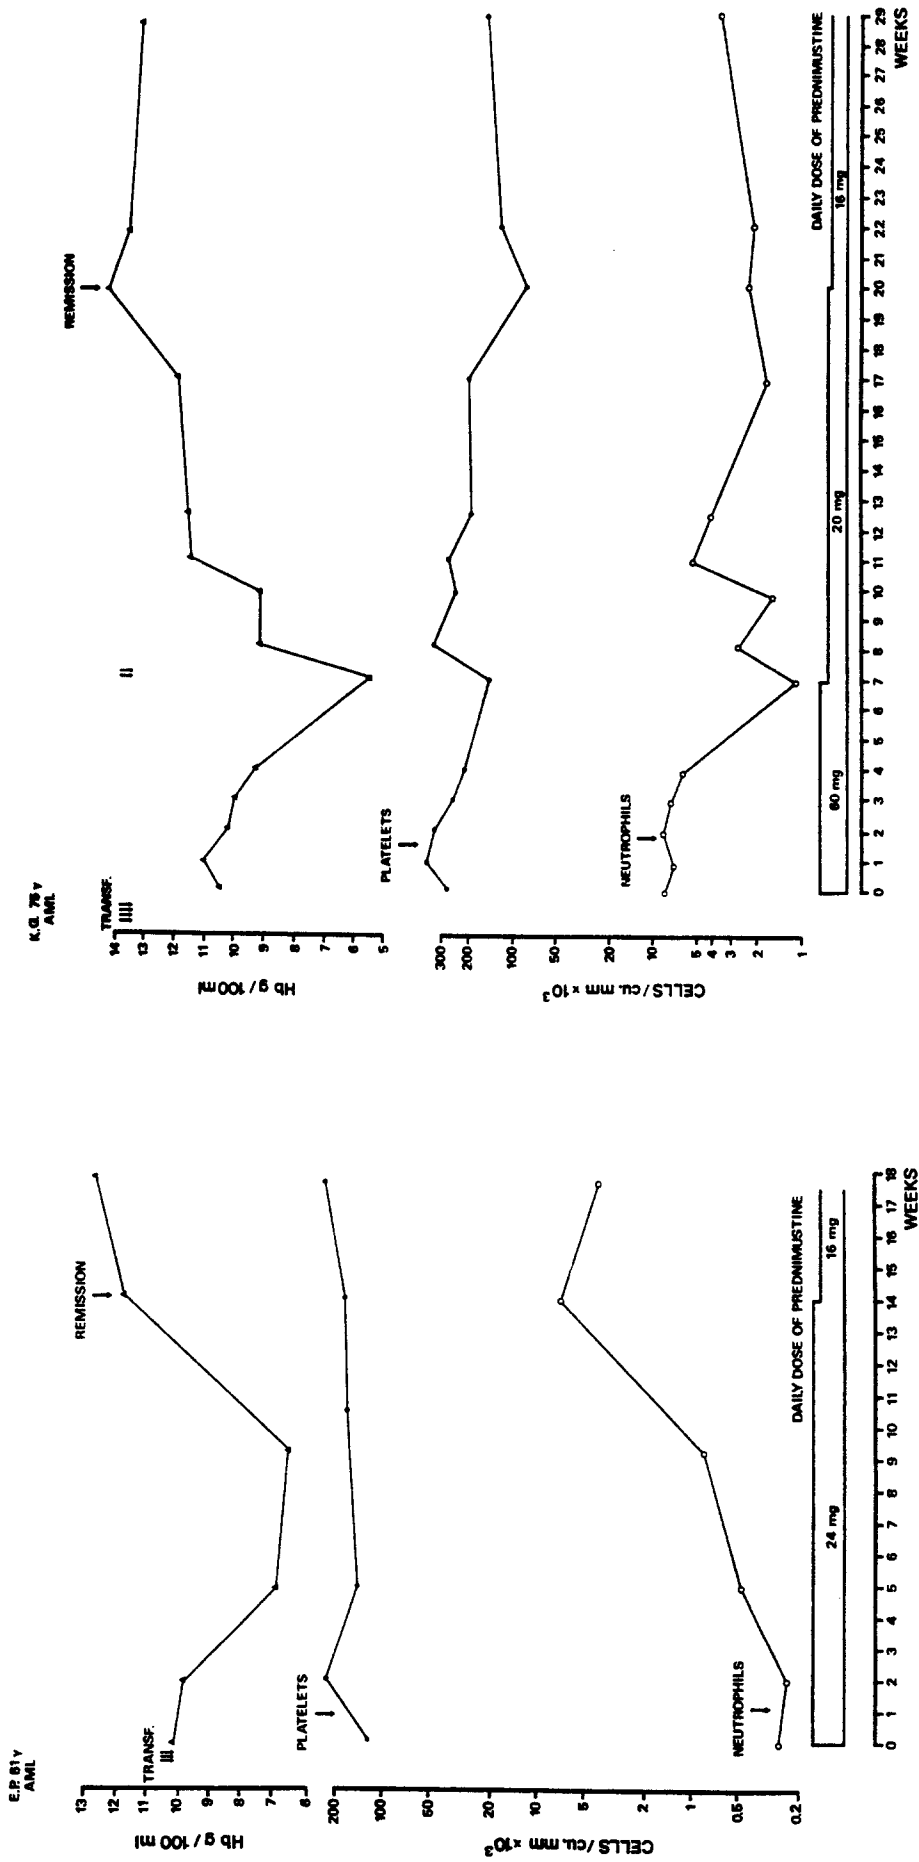 E.P. 61 y
AML
TRANSF.
REMISSION
13
12
11
10
9
8
7
6
Hb g / 100 ml
PLATELETS
200
100
50
20
10
5
2
1
0.5
0.2
CELLS / cu. mm × 10³
NEUTROPHILS
DAILY DOSE OF PREDNIMUSTINE
24 mg
16 mg
0 1 2 3 4 5 6 7 8 9 10 11 12 13 14 15 16 17 18
WEEKS
K.G. 75 y
AML
TRANSF.
REMISSION
14
13
12
11
10
9
8
7
6
5
Hb g / 100 ml
PLATELETS
300
200
100
50
20
10
5
4
3
2
1
CELLS / cu. mm × 10³
NEUTROPHILS
DAILY DOSE OF PREDNIMUSTINE
60 mg
20 mg
16 mg
0 1 2 3 4 5 6 7 8 9 10 11 12 13 14 15 16 17 18 19 20 21 22 23 24 25 26 27 28 29
WEEKS